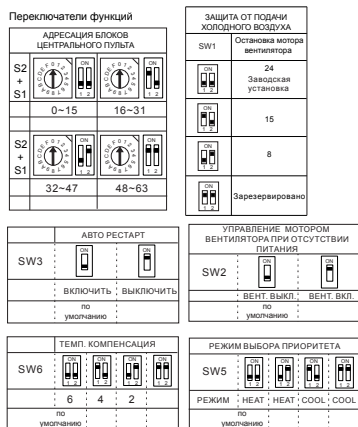 Переключатели функций
АДРЕСАЦИЯ БЛОКОВ
ЦЕНТРАЛЬНОГО ПУЛЬТА
S2
+
S1
ON
1 2
ON
1 2
0~15
16~31
S2
+
S1
ON
1 2
ON
1 2
32~47
48~63
ЗАЩИТА ОТ ПОДАЧИ
ХОЛОДНОГО ВОЗДУХА
SW1
Остановка мотора
вентилятора
ON
1 2
24
Заводская
установка
ON
1 2
15
ON
1 2
8
ON
1 2
Зарезервировано
АВТО РЕСТАРТ
SW3
ON
ON
ВКЛЮЧИТЬ
ВЫКЛЮЧИТЬ
по
умолчанию
УПРАВЛЕНИЕ МОТОРОМ
ВЕНТИЛЯТОРА ПРИ ОТСУТСТВИИ
ПИТАНИЯ
SW2
ON
ON
ВЕНТ. ВЫКЛ.
ВЕНТ. ВКЛ.
по
умолчанию
ТЕМП. КОМПЕНСАЦИЯ
SW6
ON
1 2
ON
1 2
ON
1 2
ON
1 2
6
4
2
по
умолчанию
РЕЖИМ ВЫБОРА ПРИОРИТЕТА
SW5
ON
1 2
ON
1 2
ON
1 2
ON
1 2
РЕЖИМ
HEAT
HEAT
COOL
COOL
по
умолчанию